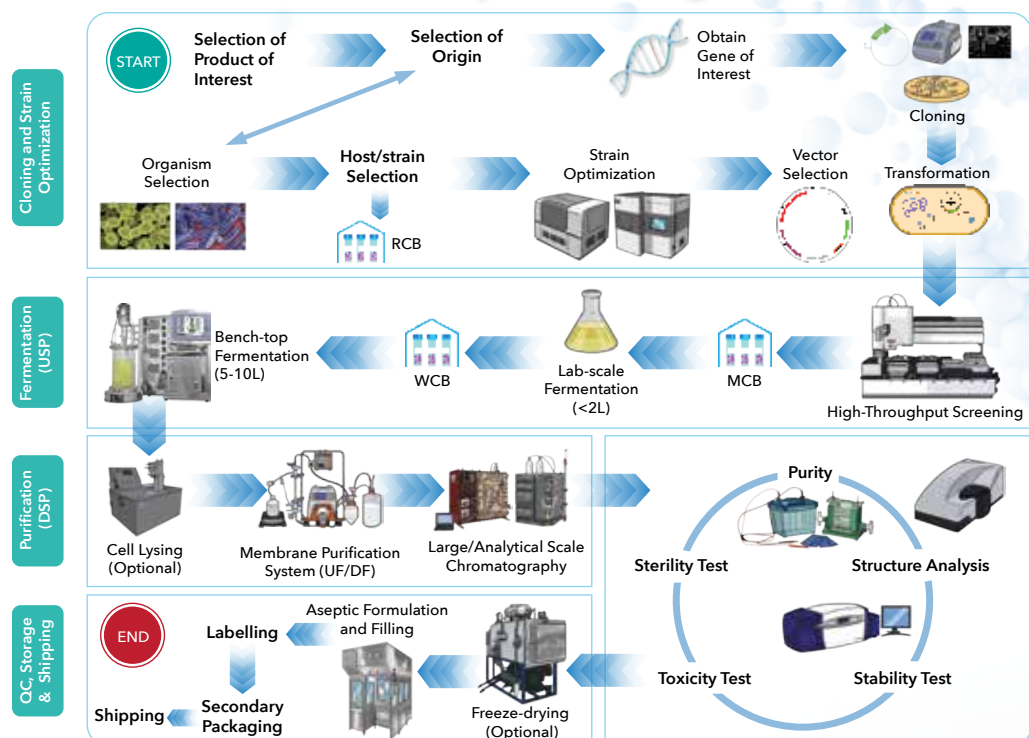 Cloning and Strain
Optimization
START
Selection of
Product of
Interest
Selection of
Origin
Obtain
Gene of
Interest
Cloning
Organism
Selection
Host/strain
Selection
RCB
Strain
Optimization
Vector
Selection
Transformation
Fermentation
(USP)
Bench-top
Fermentation
(5-10L)
WCB
Lab-scale
Fermentation
(<2L)
MCB
High-Throughput Screening
Purification
(DSP)
Cell Lysing
(Optional)
Membrane Purification
System (UF/DF)
Large/Analytical Scale
Chromatography
Purity
Sterility Test
Structure Analysis
Toxicity Test
Stability Test
QC, Storage
& Shipping
END
Labelling
Aseptic Formulation
and Filling
Shipping
Secondary
Packaging
Freeze-drying
(Optional)